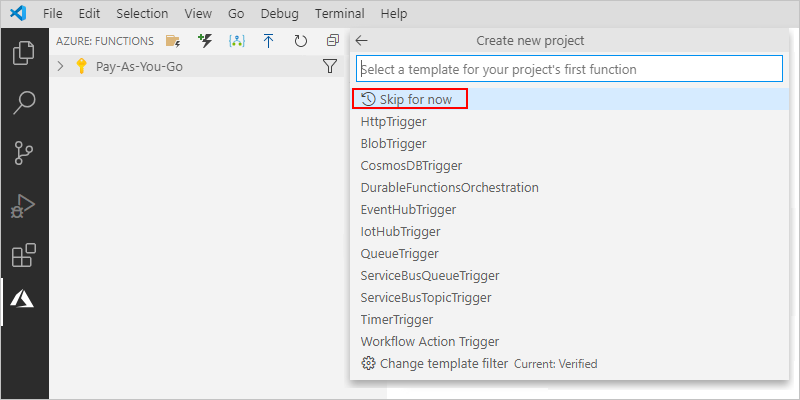 File Edit Selection View Go Debug Terminal Help
AZURE: FUNCTIONS
Pay-As-You-Go
Create new project
Select a template for your project's first function
Skip for now
HttpTrigger
BlobTrigger
CosmosDBTrigger
DurableFunctionsOrchestration
EventHubTrigger
IotHubTrigger
QueueTrigger
ServiceBusQueueTrigger
ServiceBusTopicTrigger
TimerTrigger
Workflow Action Trigger
Change template filter Current: Verified